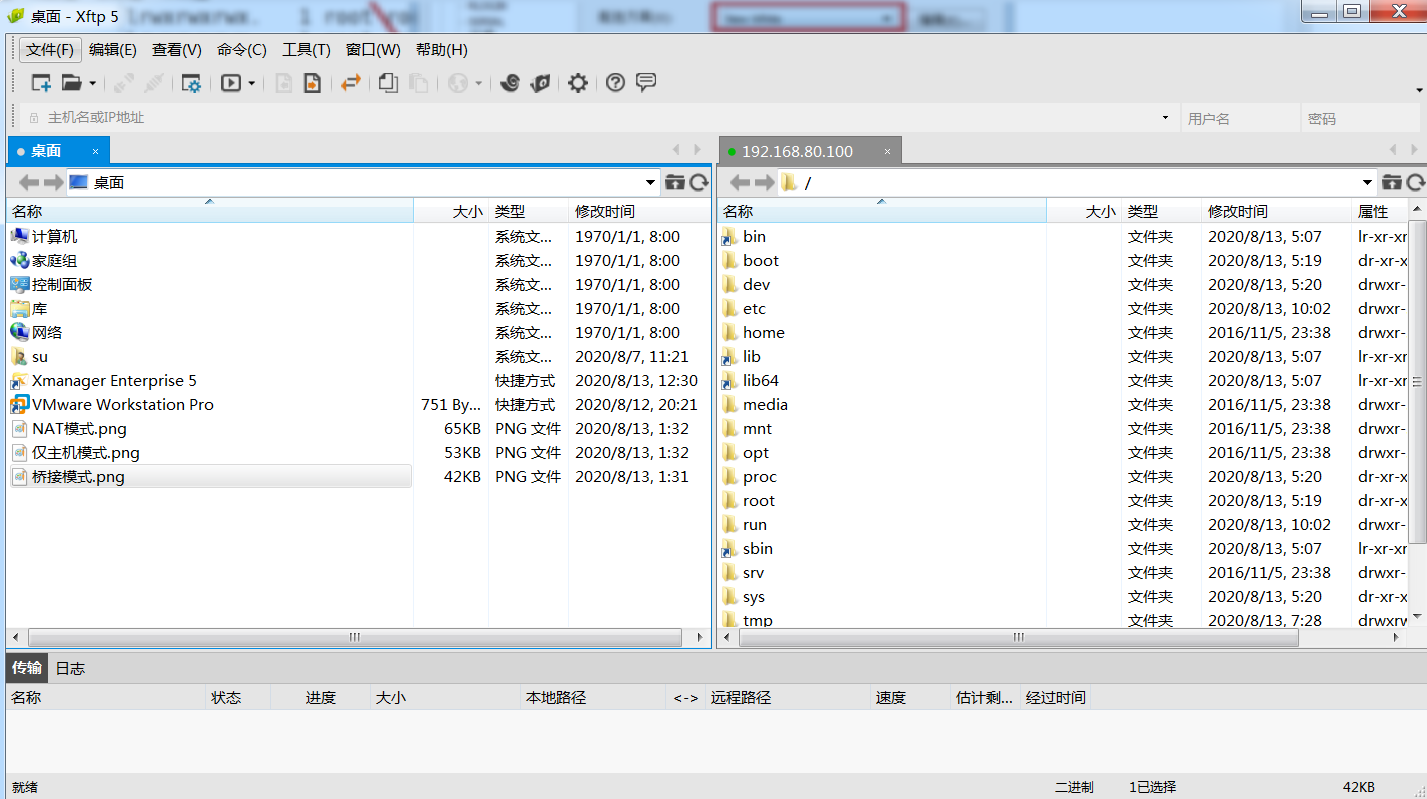 桌面 - Xftp 5
lrwxrwxrwx. 1 root ro
文件(F) 编辑(E) 查看(V) 命令(C) 工具(T) 窗口(W) 帮助(H)
主机名或IP地址 用户名 密码
桌面 × 192.168.80.100 ×
桌面 /
名称 大小 类型 修改时间 名称 大小 类型 修改时间 属性
计算机 系统文... 1970/1/1, 8:00 bin 文件夹 2020/8/13, 5:07 lr-xr-xr
家庭组 系统文... 1970/1/1, 8:00 boot 文件夹 2020/8/13, 5:19 dr-xr-x
控制面板 系统文... 1970/1/1, 8:00 dev 文件夹 2020/8/13, 5:20 drwxr-
库 系统文... 1970/1/1, 8:00 etc 文件夹 2020/8/13, 10:02 drwxr-
网络 系统文... 1970/1/1, 8:00 home 文件夹 2016/11/5, 23:38 drwxr-
su 系统文... 2020/8/7, 11:21 lib 文件夹 2020/8/13, 5:07 lr-xr-xr
Xmanager Enterprise 5 快捷方式 2020/8/13, 12:30 lib64 文件夹 2020/8/13, 5:07 lr-xr-xr
VMware Workstation Pro 751 By... 快捷方式 2020/8/12, 20:21 media 文件夹 2016/11/5, 23:38 drwxr-
NAT模式.png 65KB PNG 文件 2020/8/13, 1:32 mnt 文件夹 2016/11/5, 23:38 drwxr-
仅主机模式.png 53KB PNG 文件 2020/8/13, 1:32 opt 文件夹 2016/11/5, 23:38 drwxr-
桥接模式.png 42KB PNG 文件 2020/8/13, 1:31 proc 文件夹 2020/8/13, 5:20 dr-xr-x
root 文件夹 2020/8/13, 5:19 dr-xr-x
run 文件夹 2020/8/13, 10:02 drwxr-
sbin 文件夹 2020/8/13, 5:07 lr-xr-xr
srv 文件夹 2016/11/5, 23:38 drwxr-
sys 文件夹 2020/8/13, 5:20 dr-xr-x
tmp 文件夹 2020/8/13, 7:28 drwxrw
传输 日志
名称 状态 进度 大小 本地路径 <-> 远程路径 速度 估计剩... 经过时间
就绪 二进制 1已选择 42KB